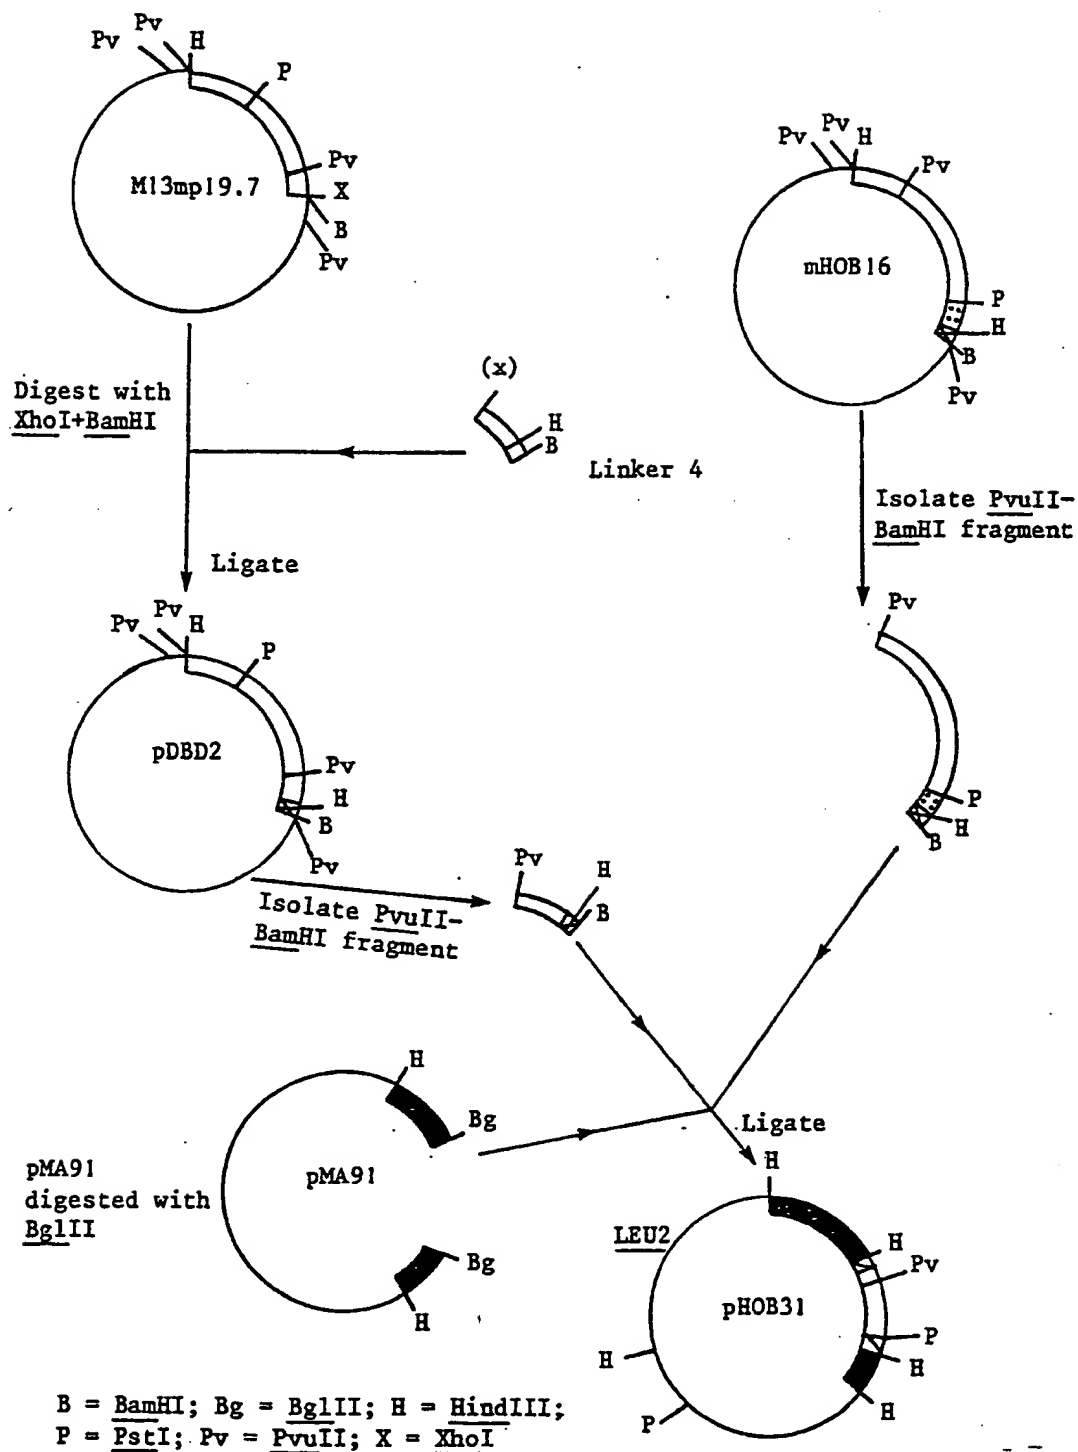 Pv
Pv
H
P
M13mp19.7
Pv
X
B
Pv
Pv
Pv
H
Pv
mHOB16
P
H
B
Pv
Digest with
XhoI+BamHI
(x)
H
B
Linker 4
Isolate PvuII-
BamHI fragment
Ligate
Pv
Pv
H
P
pDBD2
Pv
H
B
Pv
Pv
P
H
B
Isolate PvuII-
BamHI fragment
Pv
H
B
H
Bg
pMA91
digested with
BglII
pMA91
Bg
H
Ligate
H
LEU2
H
Pv
pHOB31
P
H
H
H
P
B = BamHI; Bg = BglII; H = HindIII;
P = PstI; Pv = PvuII; X = XhoI